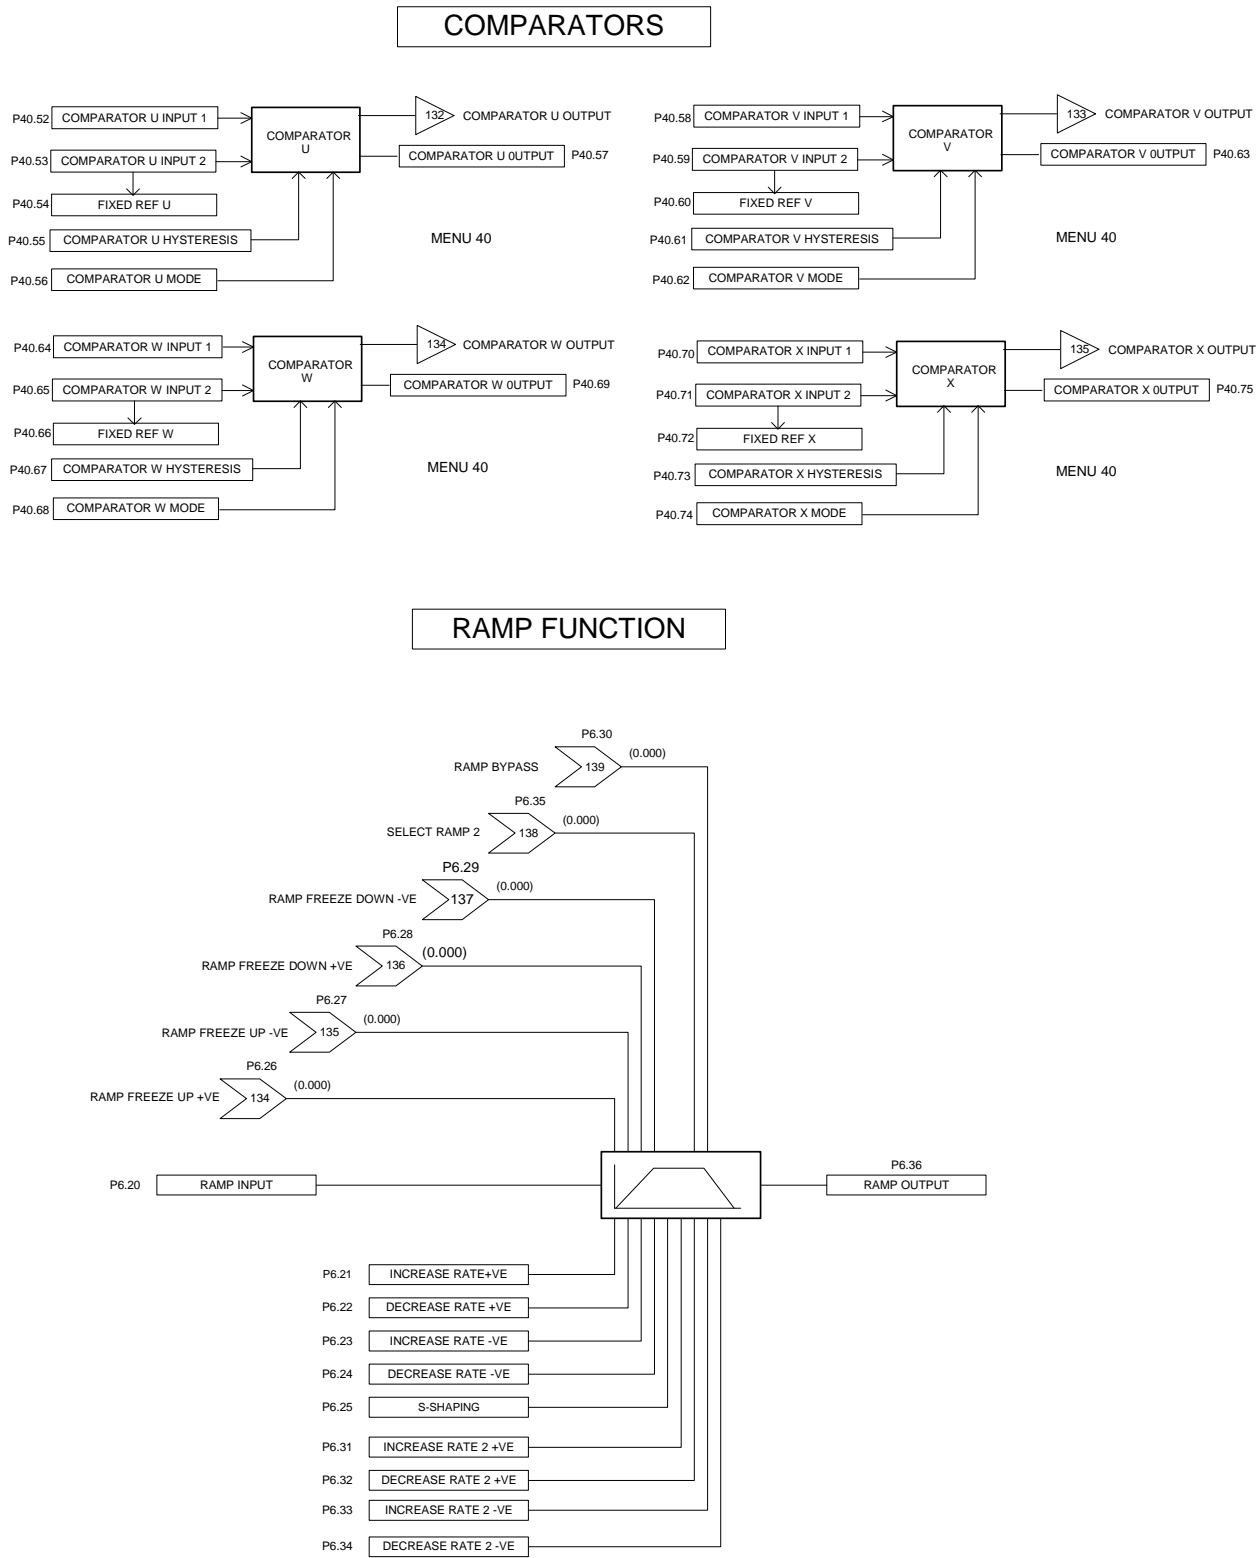 COMPARATORS
P40.52 COMPARATOR U INPUT 1
COMPARATOR
U
132 COMPARATOR U OUTPUT
P40.53 COMPARATOR U INPUT 2
COMPARATOR U 0UTPUT P40.57
P40.54 FIXED REF U
P40.55 COMPARATOR U HYSTERESIS
MENU 40
P40.56 COMPARATOR U MODE
P40.58 COMPARATOR V INPUT 1
COMPARATOR
V
133 COMPARATOR V OUTPUT
P40.59 COMPARATOR V INPUT 2
COMPARATOR V 0UTPUT P40.63
P40.60 FIXED REF V
P40.61 COMPARATOR V HYSTERESIS
MENU 40
P40.62 COMPARATOR V MODE
P40.64 COMPARATOR W INPUT 1
COMPARATOR
W
134 COMPARATOR W OUTPUT
P40.65 COMPARATOR W INPUT 2
COMPARATOR W 0UTPUT P40.69
P40.66 FIXED REF W
P40.67 COMPARATOR W HYSTERESIS
MENU 40
P40.68 COMPARATOR W MODE
P40.70 COMPARATOR X INPUT 1
COMPARATOR
X
135 COMPARATOR X OUTPUT
P40.71 COMPARATOR X INPUT 2
COMPARATOR X 0UTPUT P40.75
P40.72 FIXED REF X
P40.73 COMPARATOR X HYSTERESIS
MENU 40
P40.74 COMPARATOR X MODE
RAMP FUNCTION
P6.30
RAMP BYPASS 139 (0.000)
P6.35
SELECT RAMP 2 138 (0.000)
P6.29
RAMP FREEZE DOWN -VE 137 (0.000)
P6.28
RAMP FREEZE DOWN +VE 136 (0.000)
P6.27
RAMP FREEZE UP -VE 135 (0.000)
P6.26
RAMP FREEZE UP +VE 134 (0.000)
P6.20 RAMP INPUT
P6.36
RAMP OUTPUT
P6.21 INCREASE RATE+VE
P6.22 DECREASE RATE +VE
P6.23 INCREASE RATE -VE
P6.24 DECREASE RATE -VE
P6.25 S-SHAPING
P6.31 INCREASE RATE 2 +VE
P6.32 DECREASE RATE 2 +VE
P6.33 INCREASE RATE 2 -VE
P6.34 DECREASE RATE 2 -VE